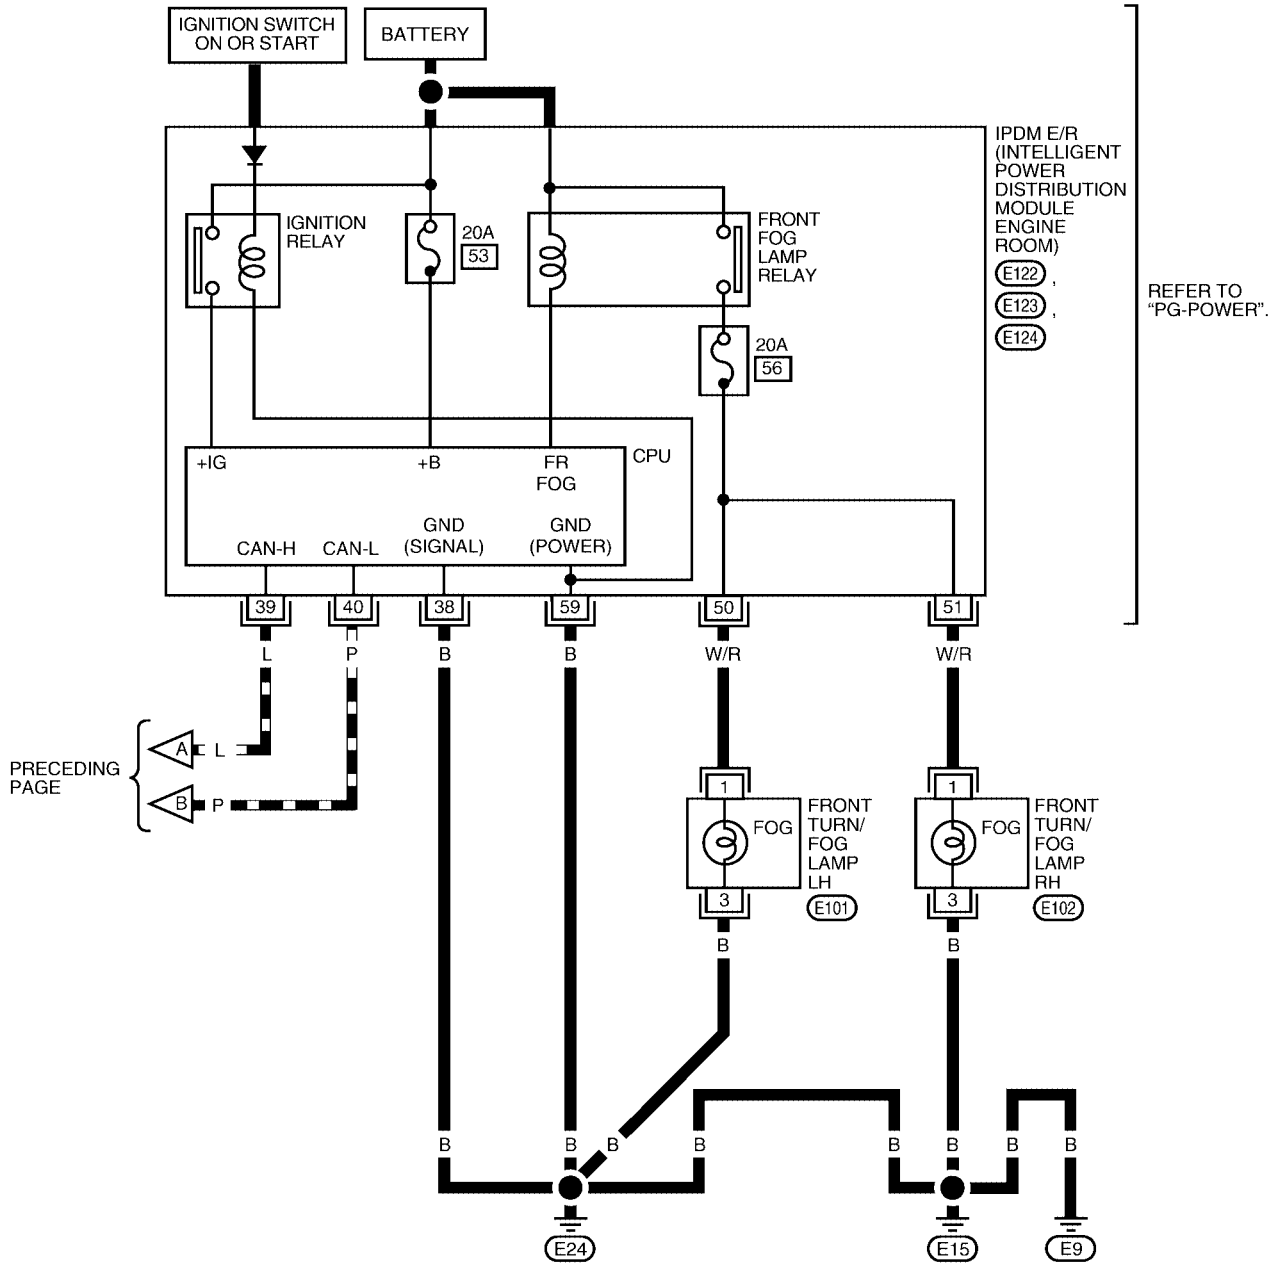 IGNITION SWITCH
ON OR START
BATTERY
IPDM E/R
(INTELLIGENT
POWER
DISTRIBUTION
MODULE
ENGINE
ROOM)
E122 ,
E123 ,
E124
REFER TO
“PG-POWER”.
IGNITION
RELAY
20A
53
FRONT
FOG
LAMP
RELAY
20A
56
CPU
+IG
+B
FR
FOG
CAN-H
CAN-L
GND
(SIGNAL)
GND
(POWER)
39
40
38
59
50
51
L
P
B
B
W/R
W/R
PRECEDING
PAGE
A
L
B
P
1
FOG
FRONT
TURN/
FOG
LAMP
LH
3
E101
1
FOG
FRONT
TURN/
FOG
LAMP
RH
3
E102
B
B
B
B
B
B
B
B
B
B
E24
E15
E9